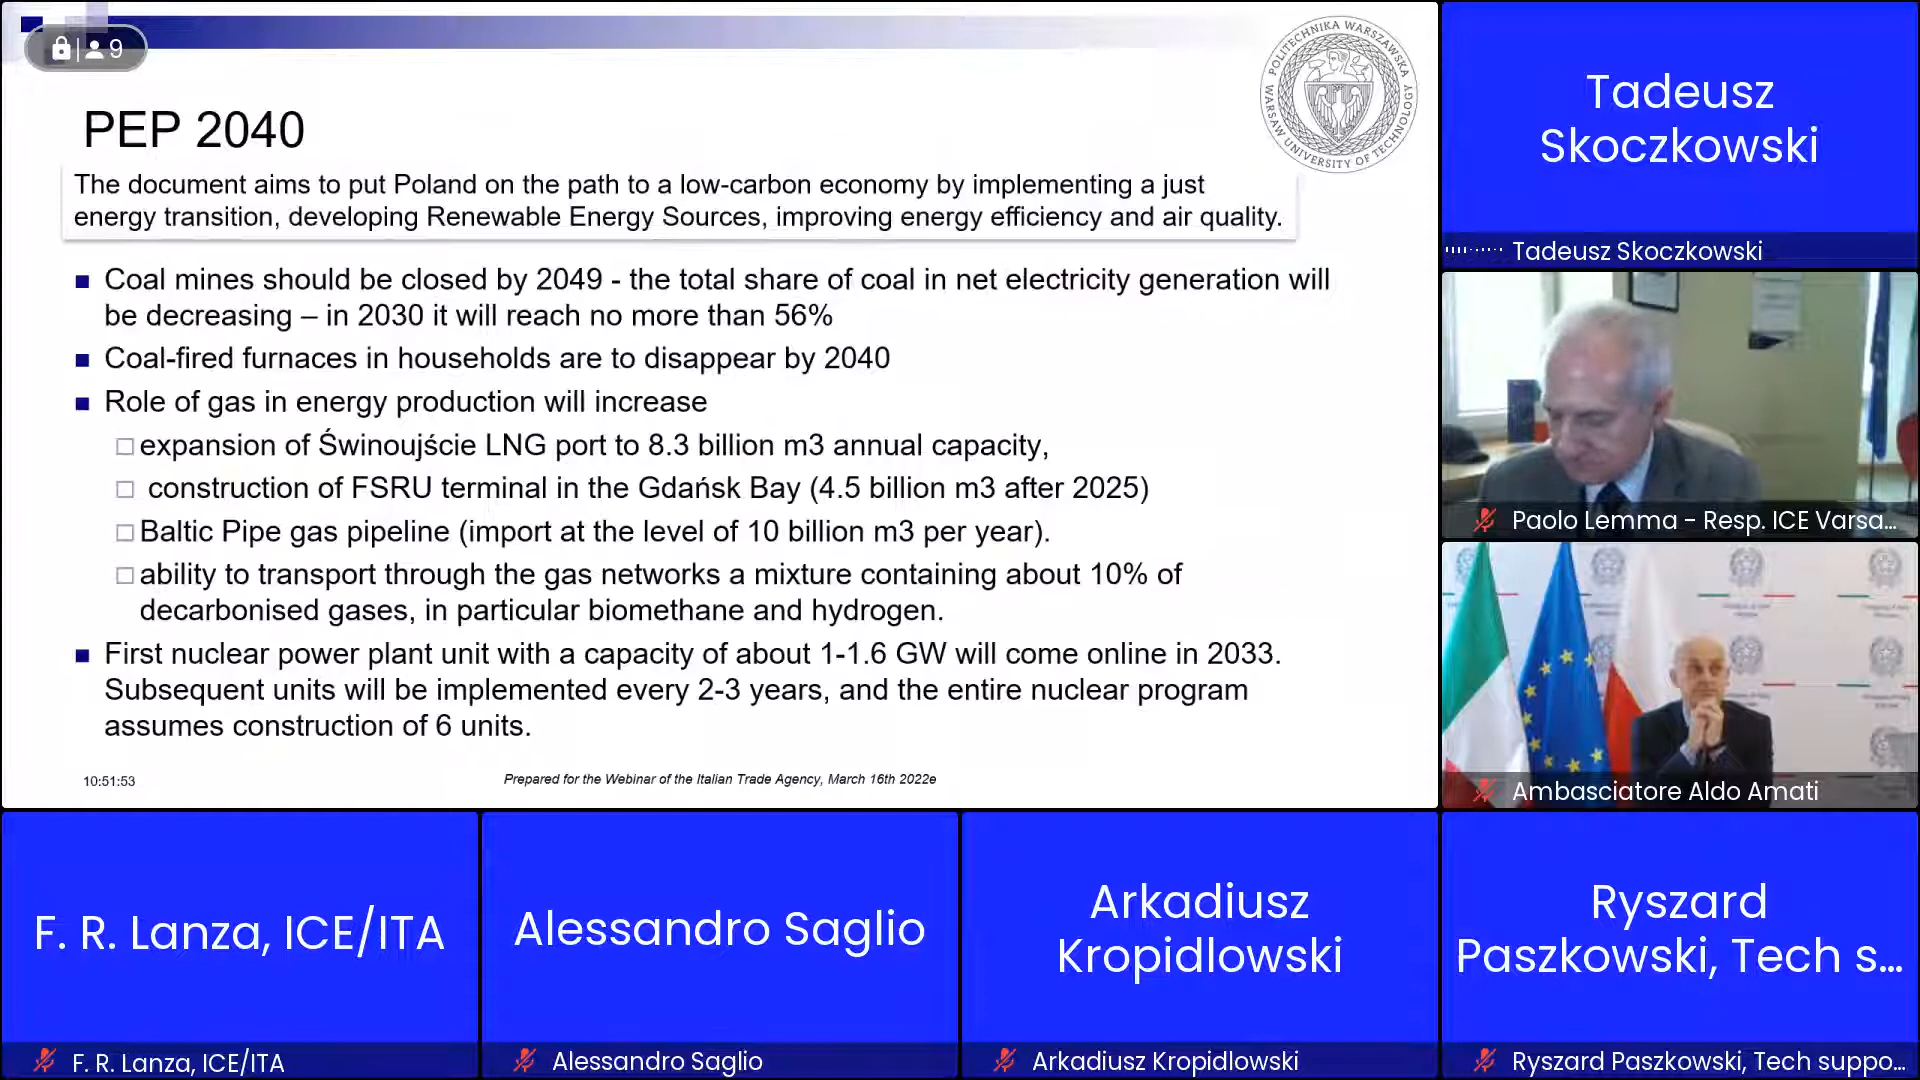 9
POLITECHNIKA WARSZAWSKA
WARSAW UNIVERSITY OF TECHNOLOGY
PEP 2040
The document aims to put Poland on the path to a low-carbon economy by implementing a just
energy transition, developing Renewable Energy Sources, improving energy efficiency and air quality.
Coal mines should be closed by 2049 - the total share of coal in net electricity generation will
be decreasing – in 2030 it will reach no more than 56%
Coal-fired furnaces in households are to disappear by 2040
Role of gas in energy production will increase
expansion of Świnoujście LNG port to 8.3 billion m3 annual capacity,
construction of FSRU terminal in the Gdańsk Bay (4.5 billion m3 after 2025)
Baltic Pipe gas pipeline (import at the level of 10 billion m3 per year).
ability to transport through the gas networks a mixture containing about 10% of
decarbonised gases, in particular biomethane and hydrogen.
First nuclear power plant unit with a capacity of about 1-1.6 GW will come online in 2033.
Subsequent units will be implemented every 2-3 years, and the entire nuclear program
assumes construction of 6 units.
10:51:53
Prepared for the Webinar of the Italian Trade Agency, March 16th 2022e
Tadeusz
Skoczkowski
Tadeusz Skoczkowski
Paolo Lemma - Resp. ICE Varsa...
Ambasciatore Aldo Amati
F. R. Lanza, ICE/ITA
F. R. Lanza, ICE/ITA
Alessandro Saglio
Alessandro Saglio
Arkadiusz
Kropidlowski
Arkadiusz Kropidlowski
Ryszard
Paszkowski, Tech s...
Ryszard Paszkowski, Tech suppo...